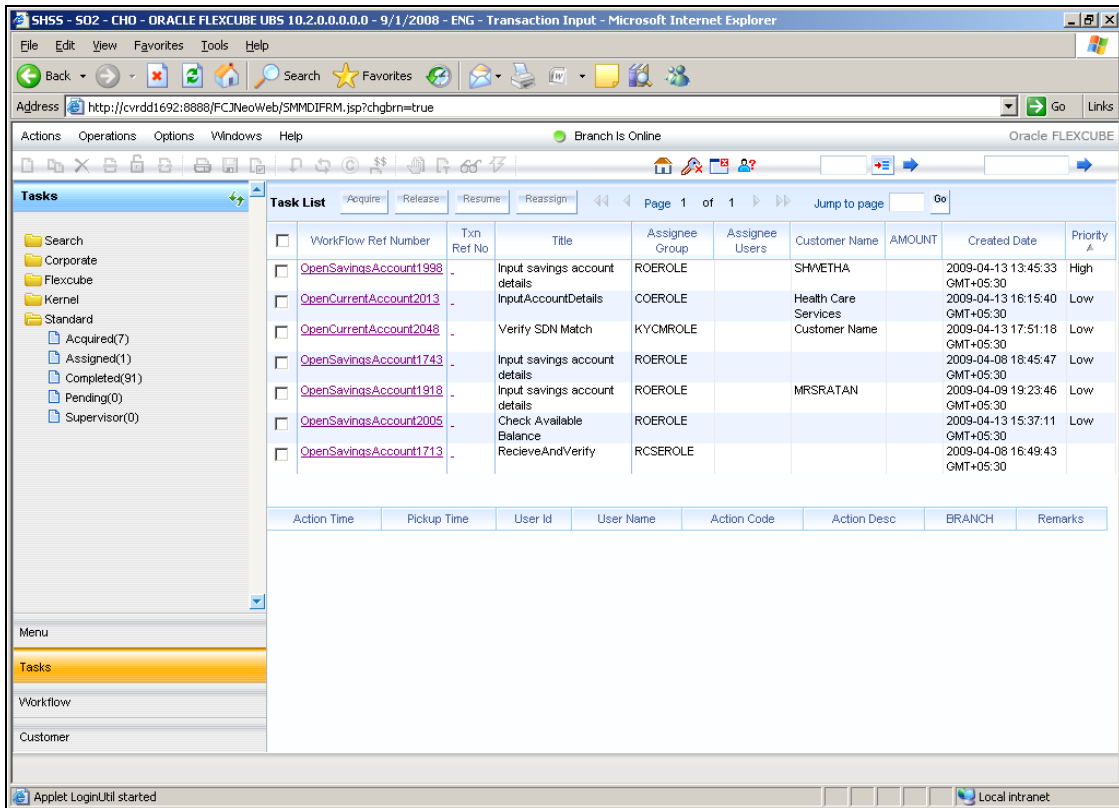 SHSS - SO2 - CHO - ORACLE FLEXCUBE UBS 10.2.0.0.0.0.0 - 9/1/2008 - ENG - Transaction Input - Microsoft Internet Explorer
File Edit View Favorites Tools Help
Back Search Favorites
Address http://cvrdd1692:8888/FCJNeoWeb/SMMDIFRM.jsp?chgbrn=true Go Links
Actions Operations Options Windows Help Branch Is Online Oracle FLEXCUBE
Tasks
Search
Corporate
Flexcube
Kernel
Standard
Acquired(7)
Assigned(1)
Completed(91)
Pending(0)
Supervisor(0)
Menu
Tasks
Workflow
Customer
Task List Acquire Release Resume Reassign Page 1 of 1 Jump to page Go
WorkFlow Ref Number Txn Ref No Title Assignee Group Assignee Users Customer Name AMOUNT Created Date Priority
OpenSavingsAccount1998 - Input savings account details ROEROLE SHWETHA 2009-04-13 13:45:33 GMT+05:30 High
OpenCurrentAccount2013 - InputAccountDetails COEROLE Health Care Services 2009-04-13 16:15:40 GMT+05:30 Low
OpenCurrentAccount2048 - Verify SDN Match KYCMROLE Customer Name 2009-04-13 17:51:18 GMT+05:30 Low
OpenSavingsAccount1743 - Input savings account details ROEROLE 2009-04-08 18:45:47 GMT+05:30 Low
OpenSavingsAccount1918 - Input savings account details ROEROLE MRSRATAN 2009-04-09 19:23:46 GMT+05:30 Low
OpenSavingsAccount2005 - Check Available Balance ROEROLE 2009-04-13 15:37:11 GMT+05:30 Low
OpenSavingsAccount1713 - RecieveAndVerify RCSEROLE 2009-04-08 16:49:43 GMT+05:30
Action Time Pickup Time User Id User Name Action Code Action Desc BRANCH Remarks
Applet LoginUtil started Local intranet